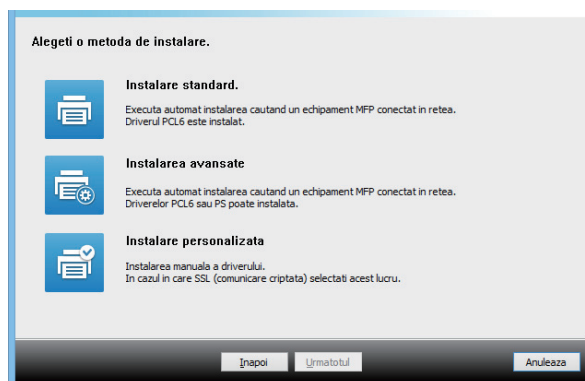 Alegeti o metoda de instalare.
Instalare standard.
Executa automat instalarea cautand un echipament MFP conectat in retea.
Driverul PCL6 este instalat.
Instalarea avansate
Executa automat instalarea cautand un echipament MFP conectat in retea.
Driverelor PCL6 sau PS poate instalata.
Instalare personalizata
Instalarea manuala a driverului.
In cazul in care SSL (comunicare criptata) selectati acest lucru.
Inapoi
Urmatotul
Anuleaza